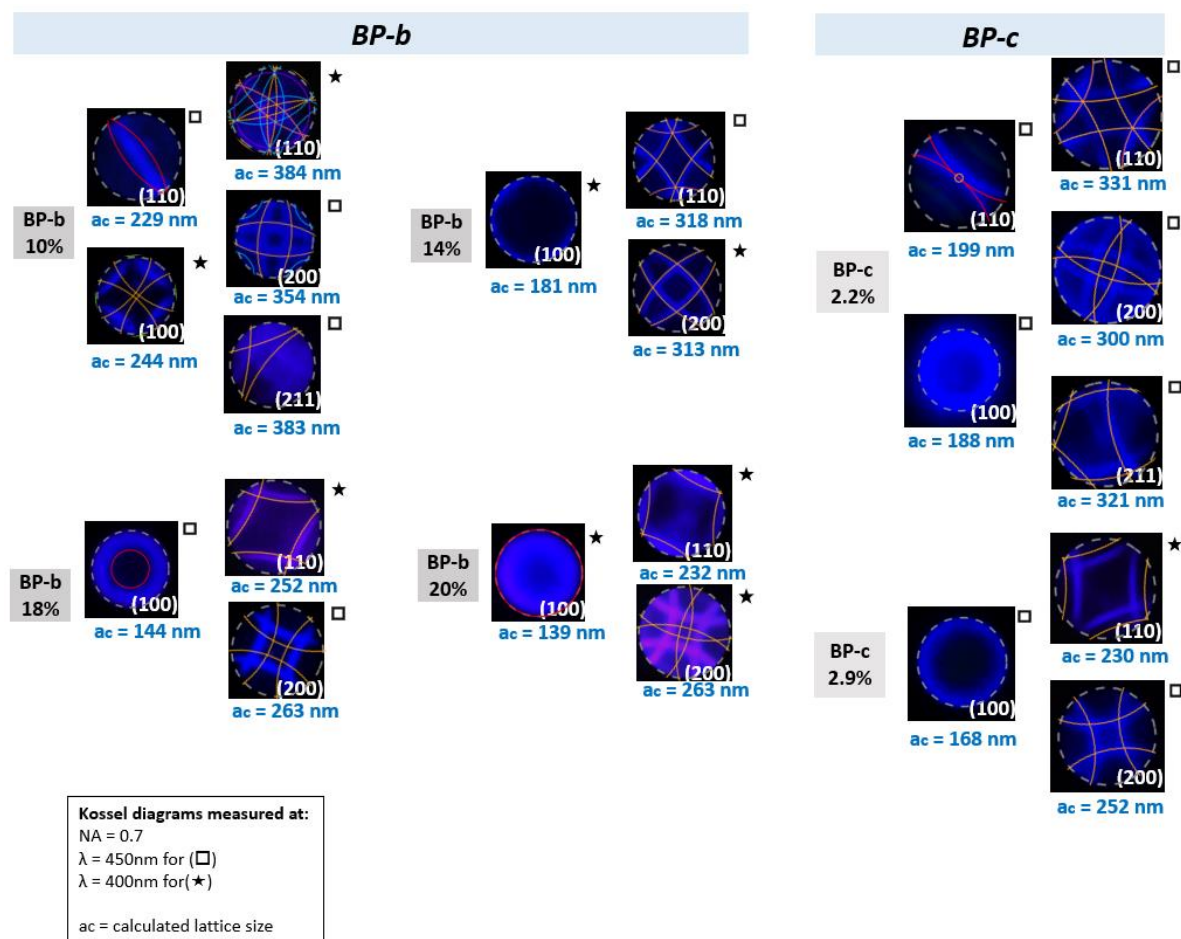 BP-b
BP-c
BP-b
10%
(110)
ac = 229 nm
(100)
ac = 244 nm
(110)
ac = 384 nm
(200)
ac = 354 nm
(211)
ac = 383 nm
BP-b
14%
(100)
ac = 181 nm
(110)
ac = 318 nm
(200)
ac = 313 nm
BP-b
18%
(100)
ac = 144 nm
(110)
ac = 252 nm
(200)
ac = 263 nm
BP-b
20%
(100)
ac = 139 nm
(110)
ac = 232 nm
(200)
ac = 263 nm
BP-c
2.2%
(110)
ac = 199 nm
(100)
ac = 188 nm
(110)
ac = 331 nm
(200)
ac = 300 nm
(211)
ac = 321 nm
BP-c
2.9%
(100)
ac = 168 nm
(110)
ac = 230 nm
(200)
ac = 252 nm
Kossel diagrams measured at:
NA = 0.7
λ = 450nm for (□)
λ = 400nm for(★)
ac = calculated lattice size